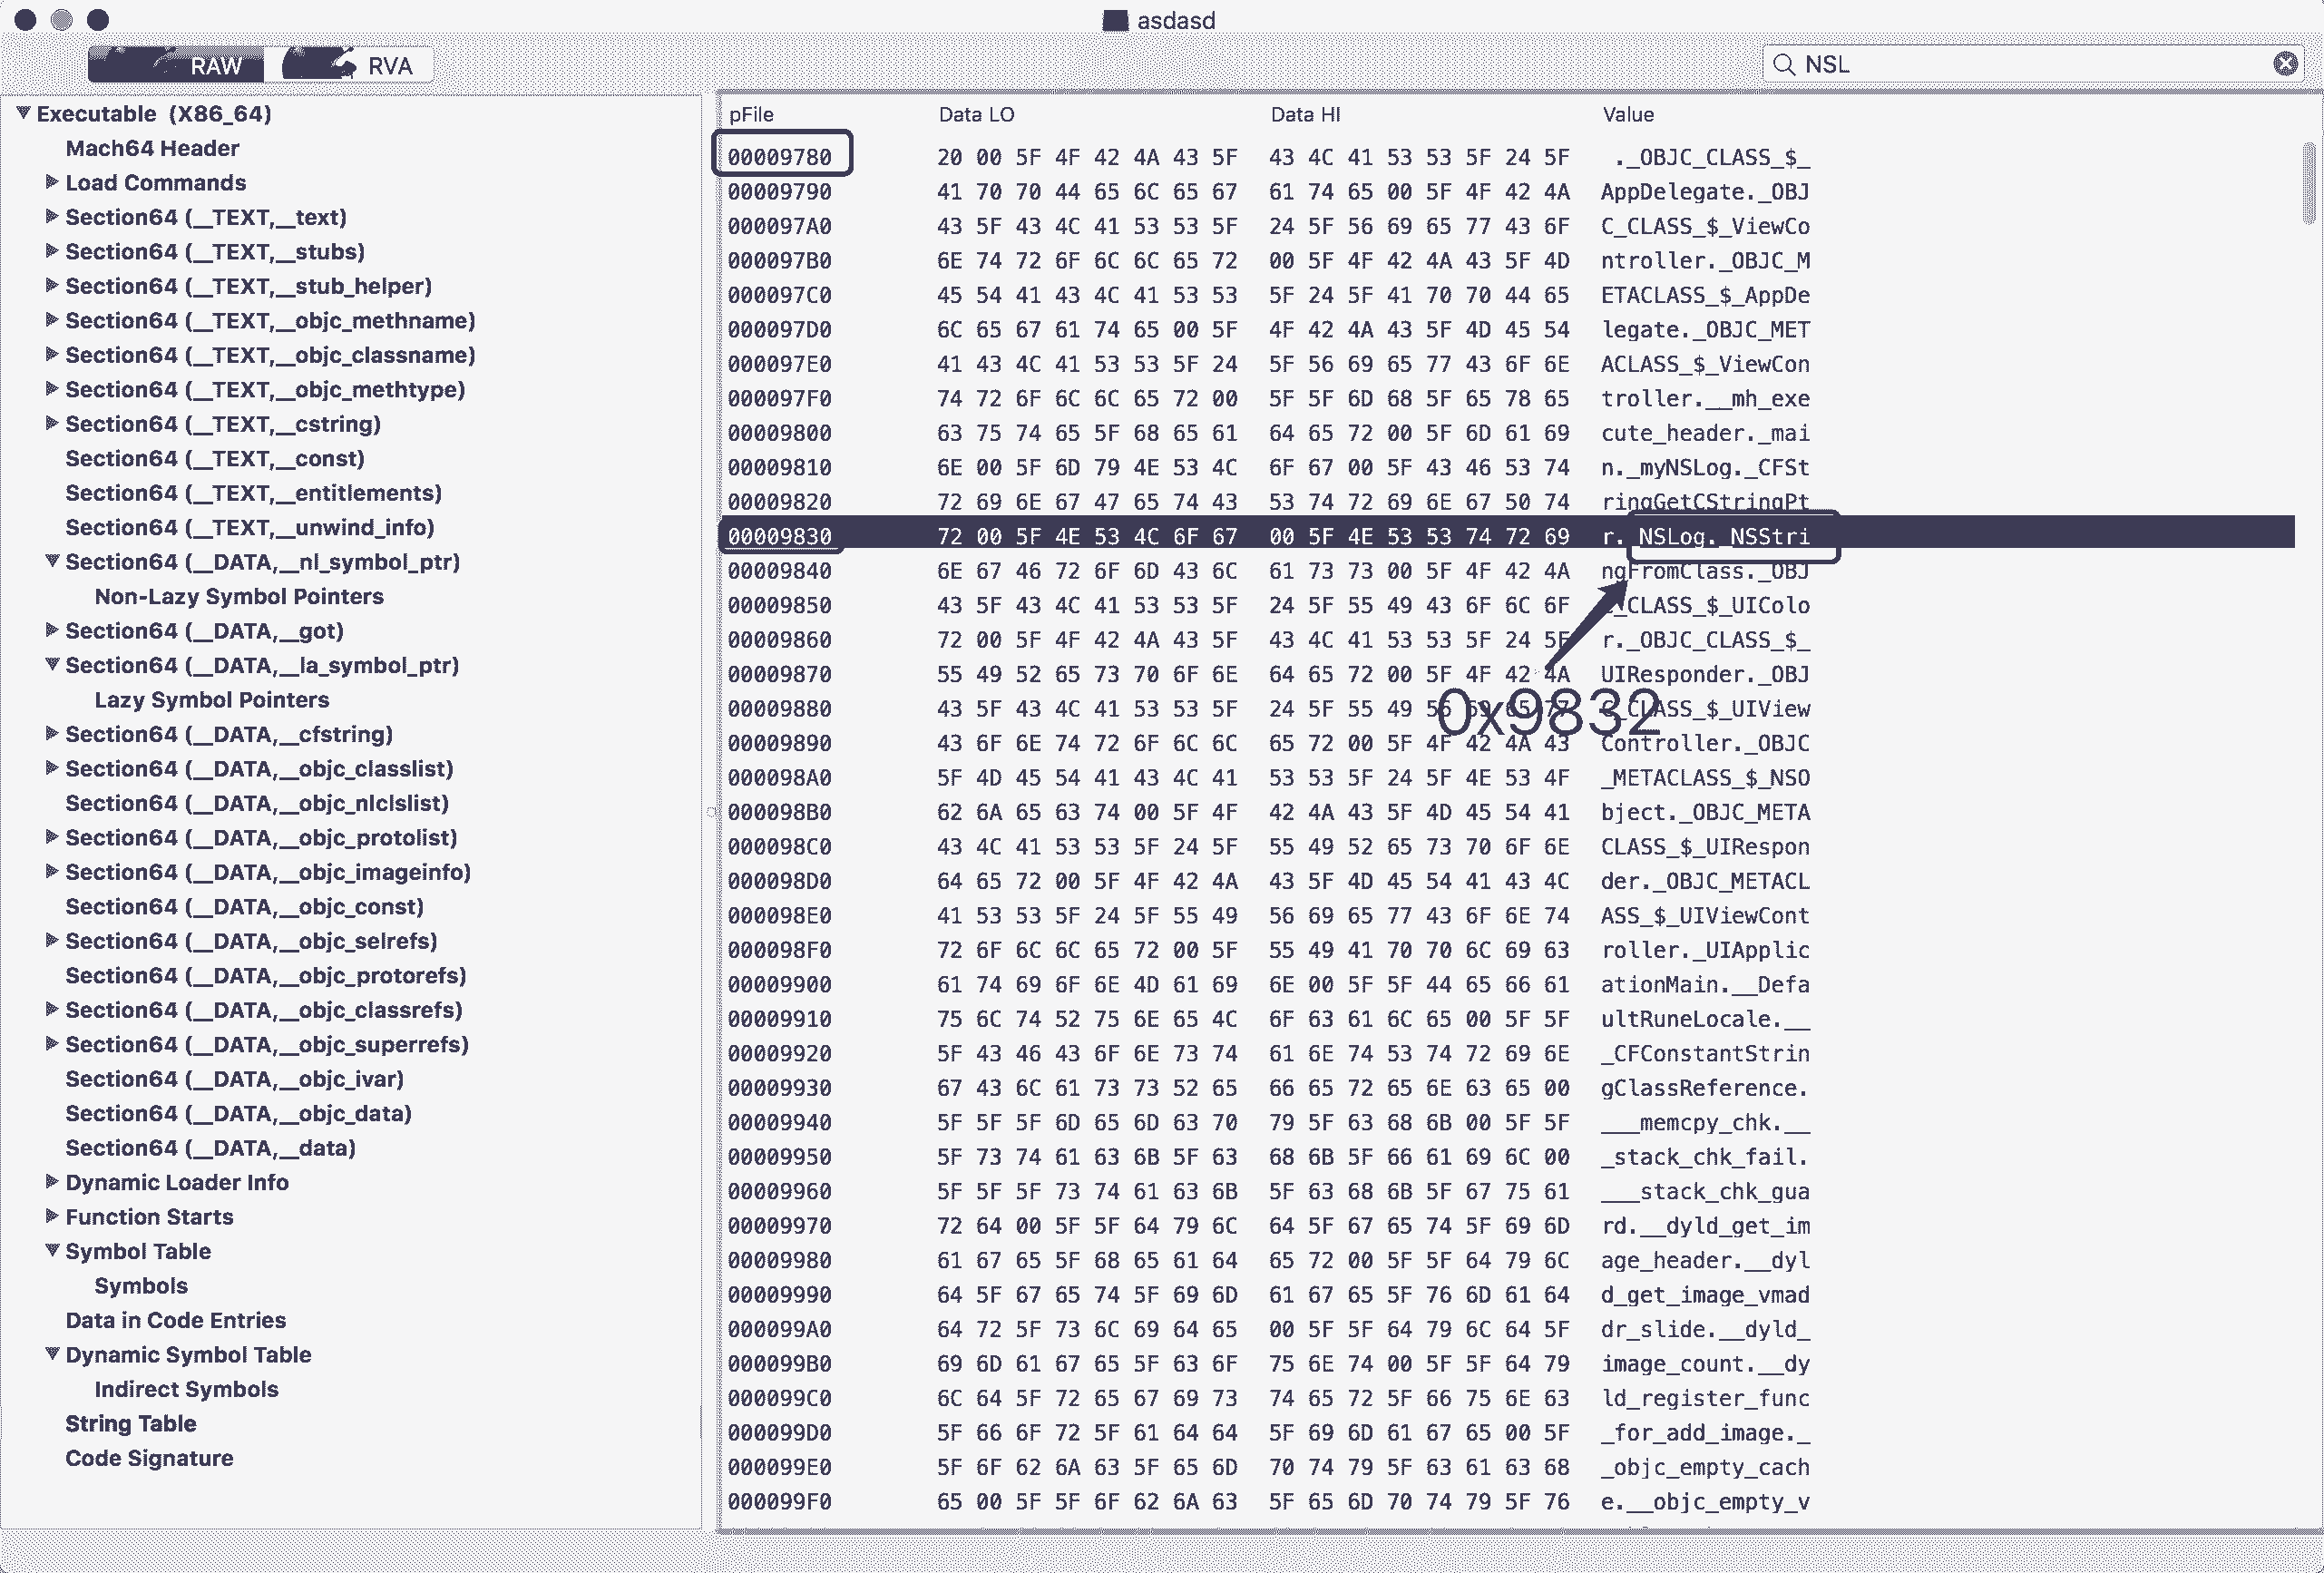 asdasd
RAW RVA
NSL
Executable (X86_64)
Mach64 Header
Load Commands
Section64 (__TEXT,__text)
Section64 (__TEXT,__stubs)
Section64 (__TEXT,__stub_helper)
Section64 (__TEXT,__objc_methname)
Section64 (__TEXT,__objc_classname)
Section64 (__TEXT,__objc_methtype)
Section64 (__TEXT,__cstring)
Section64 (__TEXT,__const)
Section64 (__TEXT,__entitlements)
Section64 (__TEXT,__unwind_info)
Section64 (__DATA,__nl_symbol_ptr)
Non-Lazy Symbol Pointers
Section64 (__DATA,__got)
Section64 (__DATA,__la_symbol_ptr)
Lazy Symbol Pointers
Section64 (__DATA,__cfstring)
Section64 (__DATA,__objc_classlist)
Section64 (__DATA,__objc_nlclslist)
Section64 (__DATA,__objc_protolist)
Section64 (__DATA,__objc_imageinfo)
Section64 (__DATA,__objc_const)
Section64 (__DATA,__objc_selrefs)
Section64 (__DATA,__objc_protorefs)
Section64 (__DATA,__objc_classrefs)
Section64 (__DATA,__objc_superrefs)
Section64 (__DATA,__objc_ivar)
Section64 (__DATA,__objc_data)
Section64 (__DATA,__data)
Dynamic Loader Info
Function Starts
Symbol Table
Symbols
Data in Code Entries
Dynamic Symbol Table
Indirect Symbols
String Table
Code Signature
pFile Data LO Data HI Value
00009780 20 00 5F 4F 42 4A 43 5F 43 4C 41 53 53 5F 24 5F ._OBJC_CLASS_$_
00009790 41 70 70 44 65 6C 65 67 61 74 65 00 5F 4F 42 4A AppDelegate._OBJ
000097A0 43 5F 43 4C 41 53 53 5F 24 5F 56 69 65 77 43 6F C_CLASS_$_ViewCo
000097B0 6E 74 72 6F 6C 6C 65 72 00 5F 4F 42 4A 43 5F 4D ntroller._OBJC_M
000097C0 45 54 41 43 4C 41 53 53 5F 24 5F 41 70 70 44 65 ETACLASS_$_AppDe
000097D0 6C 65 67 61 74 65 00 5F 4F 42 4A 43 5F 4D 45 54 legate._OBJC_MET
000097E0 41 43 4C 41 53 53 5F 24 5F 56 69 65 77 43 6F 6E ACLASS_$_ViewCon
000097F0 74 72 6F 6C 6C 65 72 00 5F 5F 6D 68 5F 65 78 65 troller.__mh_exe
00009800 63 75 74 65 5F 68 65 61 64 65 72 00 5F 6D 61 69 cute_header._mai
00009810 6E 00 5F 6D 79 4E 53 4C 6F 67 00 5F 43 46 53 74 n._myNSLog._CFSt
00009820 72 69 6E 67 47 65 74 43 53 74 72 69 6E 67 50 74 ringGetCStringPt
00009830 72 00 5F 4E 53 4C 6F 67 00 5F 4E 53 53 74 72 69 r._NSLog._NSStri
00009840 6E 67 46 72 6F 6D 43 6C 61 73 73 00 5F 4F 42 4A ngFromClass._OBJ
00009850 43 5F 43 4C 41 53 53 5F 24 5F 55 49 43 6F 6C 6F C_CLASS_$_UIColo
00009860 72 00 5F 4F 42 4A 43 5F 43 4C 41 53 53 5F 24 5F r._OBJC_CLASS_$_
00009870 55 49 52 65 73 70 6F 6E 64 65 72 00 5F 4F 42 4A UIResponder._OBJ
00009880 43 5F 43 4C 41 53 53 5F 24 5F 55 49 56 69 65 77 C_CLASS_$_UIView
0x9832
00009890 43 6F 6E 74 72 6F 6C 6C 65 72 00 5F 4F 42 4A 43 Controller._OBJC
000098A0 5F 4D 45 54 41 43 4C 41 53 53 5F 24 5F 4E 53 4F _METACLASS_$_NSO
000098B0 62 6A 65 63 74 00 5F 4F 42 4A 43 5F 4D 45 54 41 bject._OBJC_META
000098C0 43 4C 41 53 53 5F 24 5F 55 49 52 65 73 70 6F 6E CLASS_$_UIRespon
000098D0 64 65 72 00 5F 4F 42 4A 43 5F 4D 45 54 41 43 4C der._OBJC_METACL
000098E0 41 53 53 5F 24 5F 55 49 56 69 65 77 43 6F 6E 74 ASS_$_UIViewCont
000098F0 72 6F 6C 6C 65 72 00 5F 55 49 41 70 70 6C 69 63 roller._UIApplic
00009900 61 74 69 6F 6E 4D 61 69 6E 00 5F 5F 44 65 66 61 ationMain.__Defa
00009910 75 6C 74 52 75 6E 65 4C 6F 63 61 6C 65 00 5F 5F ultRuneLocale.__
00009920 5F 43 46 43 6F 6E 73 74 61 6E 74 53 74 72 69 6E _CFConstantStrin
00009930 67 43 6C 61 73 73 52 65 66 65 72 65 6E 63 65 00 gClassReference.
00009940 5F 5F 5F 6D 65 6D 63 70 79 5F 63 68 6B 00 5F 5F ___memcpy_chk.__
00009950 5F 73 74 61 63 6B 5F 63 68 6B 5F 66 61 69 6C 00 _stack_chk_fail.
00009960 5F 5F 5F 73 74 61 63 6B 5F 63 68 6B 5F 67 75 61 ___stack_chk_gua
00009970 72 64 00 5F 5F 64 79 6C 64 5F 67 65 74 5F 69 6D rd.__dyld_get_im
00009980 61 67 65 5F 68 65 61 64 65 72 00 5F 5F 64 79 6C age_header.__dyl
00009990 64 5F 67 65 74 5F 69 6D 61 67 65 5F 76 6D 61 64 d_get_image_vmad
000099A0 64 72 5F 73 6C 69 64 65 00 5F 5F 64 79 6C 64 5F dr_slide.__dyld_
000099B0 69 6D 61 67 65 5F 63 6F 75 6E 74 00 5F 5F 64 79 image_count.__dy
000099C0 6C 64 5F 72 65 67 69 73 74 65 72 5F 66 75 6E 63 ld_register_func
000099D0 5F 66 6F 72 5F 61 64 64 5F 69 6D 61 67 65 00 5F _for_add_image._
000099E0 5F 6F 62 6A 63 5F 65 6D 70 74 79 5F 63 61 63 68 _objc_empty_cach
000099F0 65 00 5F 5F 6F 62 6A 63 5F 65 6D 70 74 79 5F 76 e.__objc_empty_v